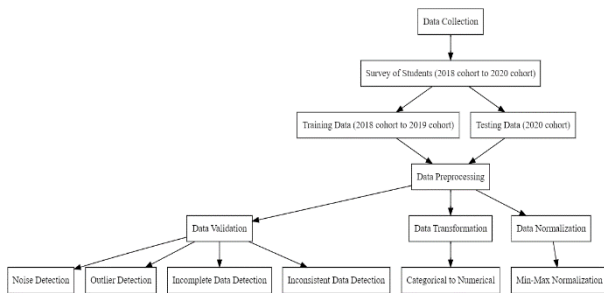 Data Collection
Survey of Students (2018 cohort to 2020 cohort)
Training Data (2018 cohort to 2019 cohort)
Testing Data (2020 cohort)
Data Preprocessing
Data Validation
Data Transformation
Data Normalization
Noise Detection
Outlier Detection
Incomplete Data Detection
Inconsistent Data Detection
Categorical to Numerical
Min-Max Normalization